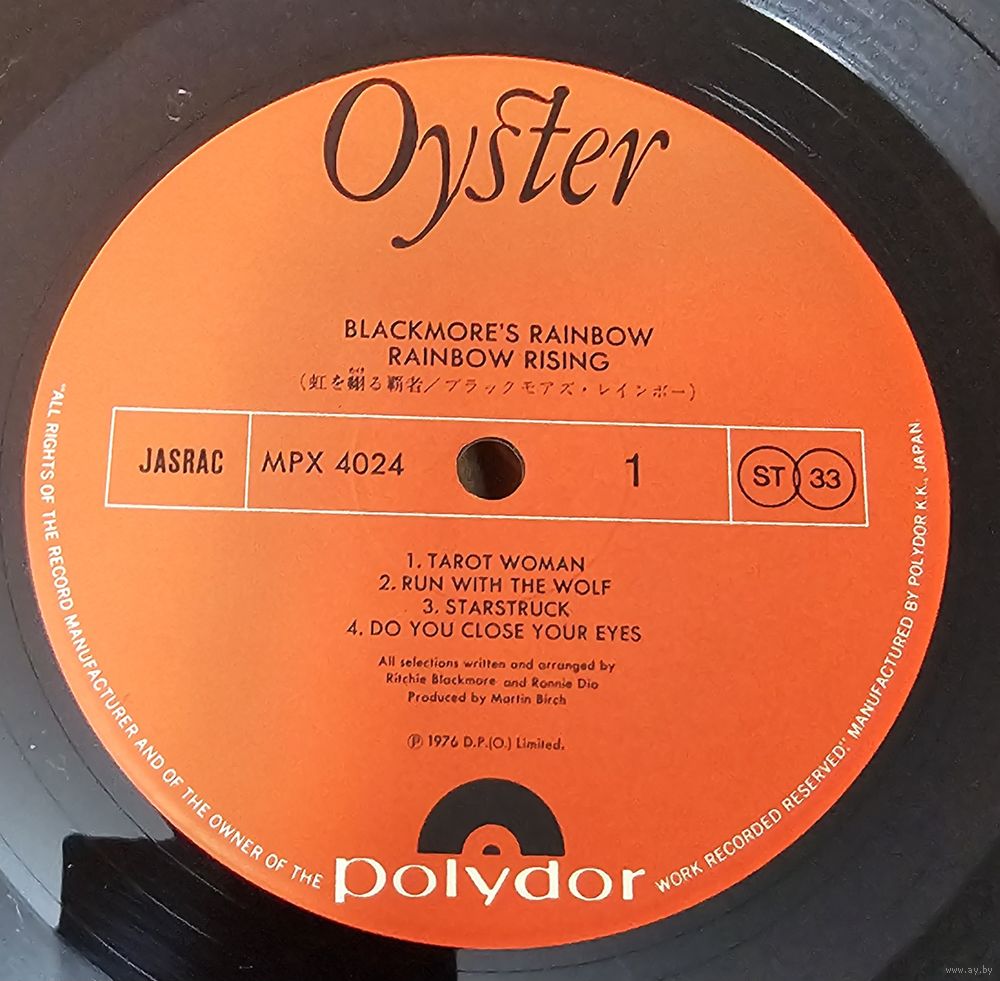 Oyster
BLACKMORE'S RAINBOW
RAINBOW RISING
(虹を翔る覇者/ブラックモアズ・レインボー)
JASRAC MPX 4024 1 ST 33
1. TAROT WOMAN
2. RUN WITH THE WOLF
3. STARSTRUCK
4. DO YOU CLOSE YOUR EYES
All selections written and arranged by
Ritchie Blackmore and Ronnie Dio
Produced by Martin Birch
℗ 1976 D.P.(O.) Limited.
polydor
"ALL RIGHTS OF THE RECORD MANUFACTURER AND OF THE OWNER OF THE WORK RECORDED RESERVED." MANUFACTURED BY POLYDOR K.K., JAPAN
www.ay.by